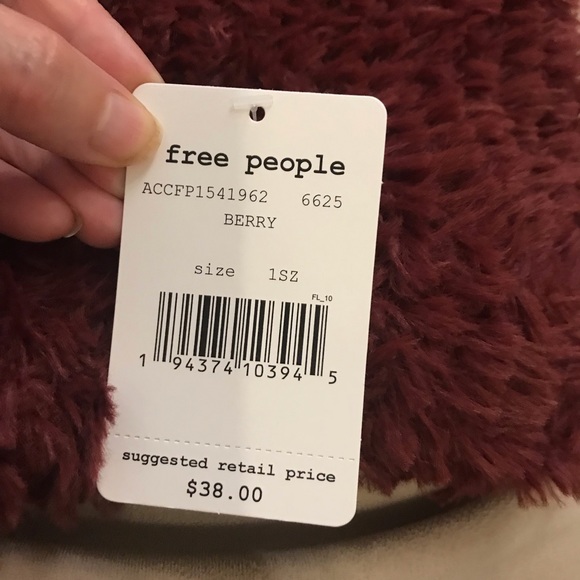 free people
ACCFP1541962 6625
BERRY
size 1SZ
FL_10
1 94374 10394 5
suggested retail price
$38.00